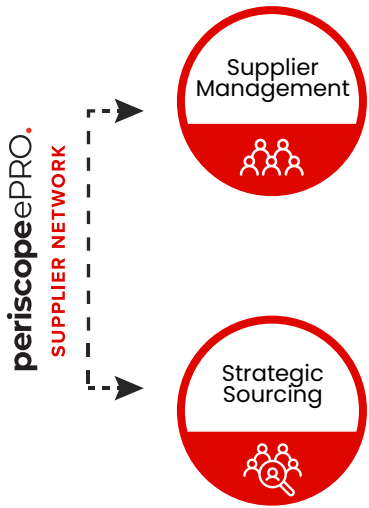 periscopeePRO.
SUPPLIER NETWORK
Supplier
Management
Strategic
Sourcing